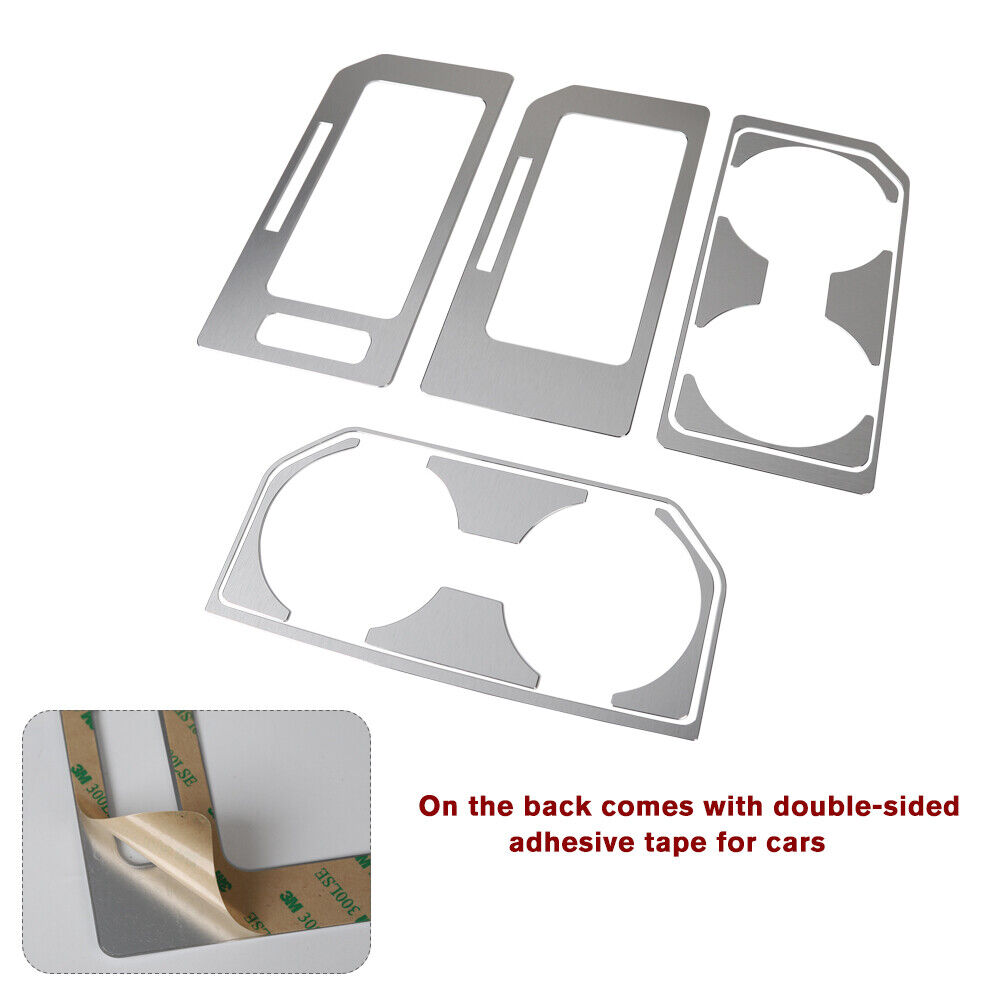 On the back comes with double-sided
adhesive tape for cars
3M 300LSE
300LSE
3M
3M 300LSE